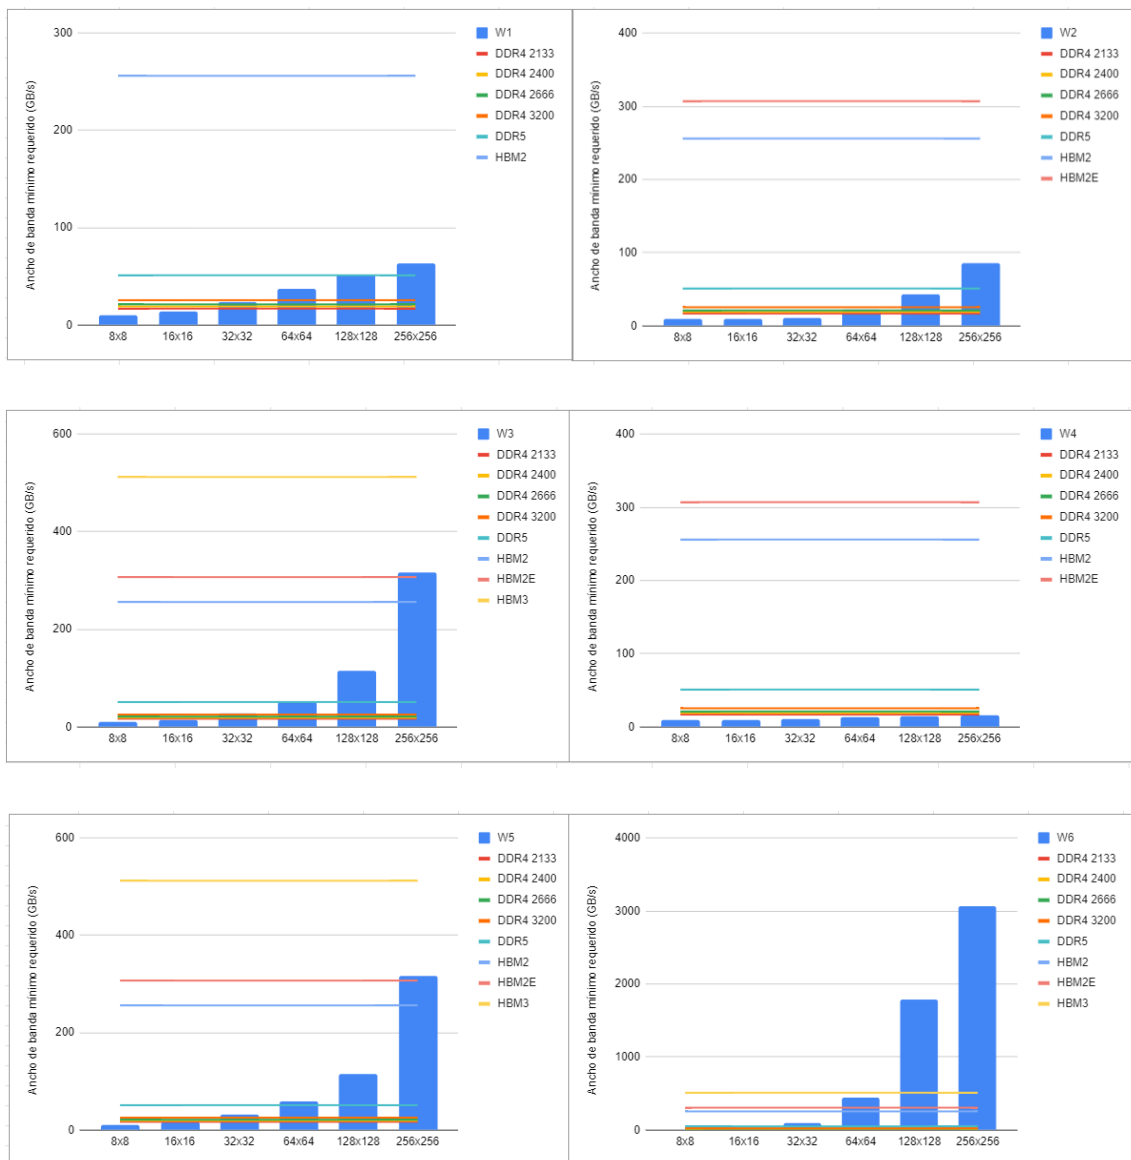 Ancho de banda mínimo requerido (GB/s)
300
200
100
0
8x8 16x16 32x32 64x64 128x128 256x256
W1
DDR4 2133
DDR4 2400
DDR4 2666
DDR4 3200
DDR5
HBM2
Ancho de banda mínimo requerido (GB/s)
400
300
200
100
0
8x8 16x16 32x32 64x64 128x128 256x256
W2
DDR4 2133
DDR4 2400
DDR4 2666
DDR4 3200
DDR5
HBM2
HBM2E
Ancho de banda mínimo requerido (GB/s)
600
400
200
0
8x8 16x16 32x32 64x64 128x128 256x256
W3
DDR4 2133
DDR4 2400
DDR4 2666
DDR4 3200
DDR5
HBM2
HBM2E
HBM3
Ancho de banda mínimo requerido (GB/s)
400
300
200
100
0
8x8 16x16 32x32 64x64 128x128 256x256
W4
DDR4 2133
DDR4 2400
DDR4 2666
DDR4 3200
DDR5
HBM2
HBM2E
Ancho de banda mínimo requerido (GB/s)
600
400
200
0
8x8 16x16 32x32 64x64 128x128 256x256
W5
DDR4 2133
DDR4 2400
DDR4 2666
DDR4 3200
DDR5
HBM2
HBM2E
HBM3
Ancho de banda mínimo requerido (GB/s)
4000
3000
2000
1000
0
8x8 16x16 32x32 64x64 128x128 256x256
W6
DDR4 2133
DDR4 2400
DDR4 2666
DDR4 3200
DDR5
HBM2
HBM2E
HBM3